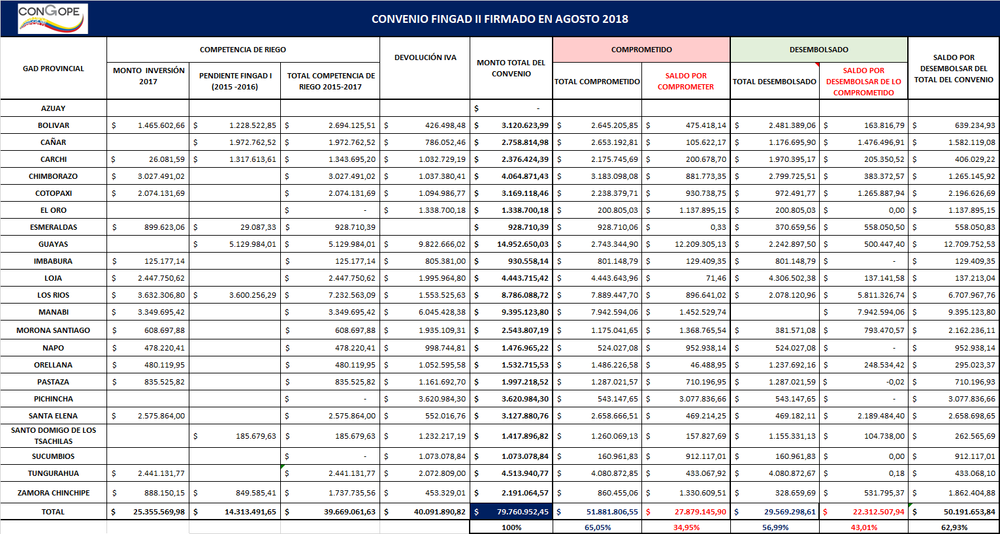 CONGOPE
CONVENIO FINGAD II FIRMADO EN AGOSTO 2018
GAD PROVINCIAL
COMPETENCIA DE RIEGO
MONTO INVERSIÓN 2017
PENDIENTE FINGAD I (2015 -2016)
TOTAL COMPETENCIA DE RIEGO 2015-2017
DEVOLUCIÓN IVA
MONTO TOTAL DEL CONVENIO
COMPROMETIDO
TOTAL COMPROMETIDO
SALDO POR COMPROMETER
DESEMBOLSADO
TOTAL DESEMBOLSADO
SALDO POR DESEMBOLSAR DE LO COMPROMETIDO
SALDO POR DESEMBOLSAR DEL TOTAL DEL CONVENIO
AZUAY $ -
BOLIVAR $ 1.465.602,66 $ 1.228.522,85 $ 2.694.125,51 $ 426.498,48 $ 3.120.623,99 $ 2.645.205,85 $ 475.418,14 $ 2.481.389,06 $ 163.816,79 $ 639.234,93
CAÑAR $ 1.972.762,52 $ 1.972.762,52 $ 786.052,46 $ 2.758.814,98 $ 2.653.192,81 $ 105.622,17 $ 1.176.695,90 $ 1.476.496,91 $ 1.582.119,08
CARCHI $ 26.081,59 $ 1.317.613,61 $ 1.343.695,20 $ 1.032.729,19 $ 2.376.424,39 $ 2.175.745,69 $ 200.678,70 $ 1.970.395,17 $ 205.350,52 $ 406.029,22
CHIMBORAZO $ 3.027.491,02 $ 3.027.491,02 $ 1.037.380,41 $ 4.064.871,43 $ 3.183.098,08 $ 881.773,35 $ 2.799.725,51 $ 383.372,57 $ 1.265.145,92
COTOPAXI $ 2.074.131,69 $ 2.074.131,69 $ 1.094.986,77 $ 3.169.118,46 $ 2.238.379,71 $ 930.738,75 $ 972.491,77 $ 1.265.887,94 $ 2.196.626,69
EL ORO $ - $ 1.338.700,18 $ 1.338.700,18 $ 200.805,03 $ 1.137.895,15 $ 200.805,03 $ 0,00 $ 1.137.895,15
ESMERALDAS $ 899.623,06 $ 29.087,33 $ 928.710,39 $ 928.710,39 $ 928.710,06 $ 0,33 $ 370.659,56 $ 558.050,50 $ 558.050,83
GUAYAS $ 5.129.984,01 $ 5.129.984,01 $ 9.822.666,02 $ 14.952.650,03 $ 2.743.344,90 $ 12.209.305,13 $ 2.242.897,50 $ 500.447,40 $ 12.709.752,53
IMBABURA $ 125.177,14 $ 125.177,14 $ 805.381,00 $ 930.558,14 $ 801.148,79 $ 129.409,35 $ 801.148,79 $ - $ 129.409,35
LOJA $ 2.447.750,62 $ 2.447.750,62 $ 1.995.964,80 $ 4.443.715,42 $ 4.443.643,96 $ 71,46 $ 4.306.502,38 $ 137.141,58 $ 137.213,04
LOS RIOS $ 3.632.306,80 $ 3.600.256,29 $ 7.232.563,09 $ 1.553.525,63 $ 8.786.088,72 $ 7.889.447,70 $ 896.641,02 $ 2.078.120,96 $ 5.811.326,74 $ 6.707.967,76
MANABI $ 3.349.695,42 $ 3.349.695,42 $ 6.045.428,38 $ 9.395.123,80 $ 7.942.594,06 $ 1.452.529,74 $ 7.942.594,06 $ 9.395.123,80
MORONA SANTIAGO $ 608.697,88 $ 608.697,88 $ 1.935.109,31 $ 2.543.807,19 $ 1.175.041,65 $ 1.368.765,54 $ 381.571,08 $ 793.470,57 $ 2.162.236,11
NAPO $ 478.220,41 $ 478.220,41 $ 998.744,81 $ 1.476.965,22 $ 524.027,08 $ 952.938,14 $ 524.027,08 $ - $ 952.938,14
ORELLANA $ 480.119,95 $ 480.119,95 $ 1.052.595,58 $ 1.532.715,53 $ 1.486.226,58 $ 46.488,95 $ 1.237.692,16 $ 248.534,42 $ 295.023,37
PASTAZA $ 835.525,82 $ 835.525,82 $ 1.161.692,70 $ 1.997.218,52 $ 1.287.021,57 $ 710.196,95 $ 1.287.021,59 $ -0,02 $ 710.196,93
PICHINCHA $ - $ 3.620.984,30 $ 3.620.984,30 $ 543.147,65 $ 3.077.836,66 $ 543.147,65 $ - $ 3.077.836,66
SANTA ELENA $ 2.575.864,00 $ 2.575.864,00 $ 552.016,76 $ 3.127.880,76 $ 2.658.666,51 $ 469.214,25 $ 469.182,11 $ 2.189.484,40 $ 2.658.698,65
SANTO DOMIGO DE LOS TSACHILAS $ 185.679,63 $ 185.679,63 $ 1.232.217,19 $ 1.417.896,82 $ 1.260.069,13 $ 157.827,69 $ 1.155.331,13 $ 104.738,00 $ 262.565,69
SUCUMBIOS $ - $ 1.073.078,84 $ 1.073.078,84 $ 160.961,83 $ 912.117,01 $ 160.961,83 $ 0,00 $ 912.117,01
TUNGURAHUA $ 2.441.131,77 $ 2.441.131,77 $ 2.072.809,00 $ 4.513.940,77 $ 4.080.872,85 $ 433.067,92 $ 4.080.872,67 $ 0,18 $ 433.068,10
ZAMORA CHINCHIPE $ 888.150,15 $ 849.585,41 $ 1.737.735,56 $ 453.329,01 $ 2.191.064,57 $ 860.455,06 $ 1.330.609,51 $ 328.659,69 $ 531.795,37 $ 1.862.404,88
TOTAL $ 25.355.569,98 $ 14.313.491,65 $ 39.669.061,63 $ 40.091.890,82 $ 79.760.952,45 $ 51.881.806,55 $ 27.879.145,90 $ 29.569.298,61 $ 22.312.507,94 $ 50.191.653,84
100% 65,05% 34,95% 56,99% 43,01% 62,93%